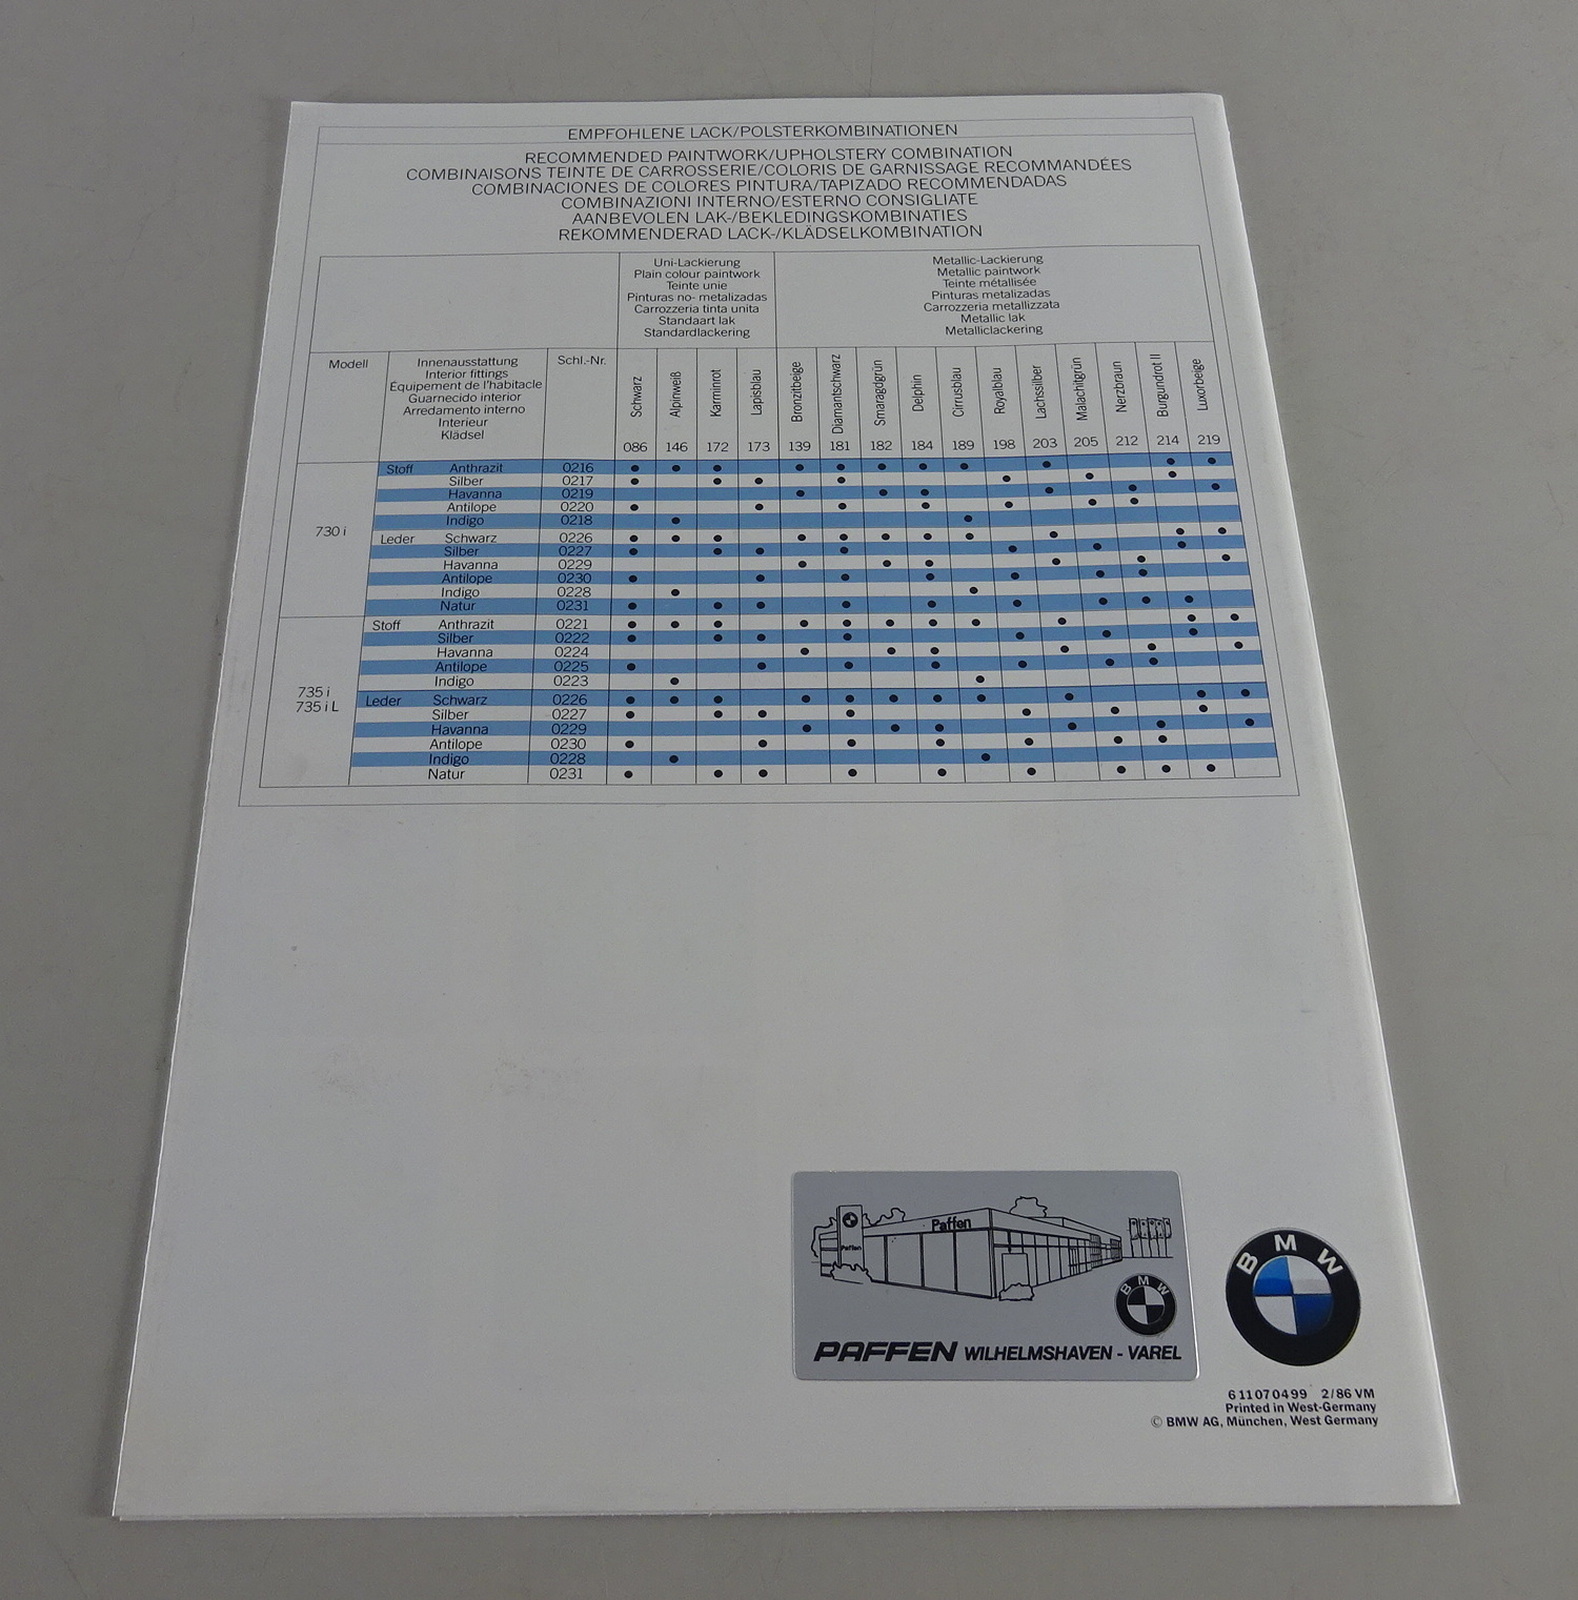 EMPFOHLENE LACK/POLSTERKOMBINATIONEN
RECOMMENDED PAINTWORK/UPHOLSTERY COMBINATION
COMBINAISONS TEINTE DE CARROSSERIE/COLORIS DE GARNISSAGE RECOMMANDÉES
COMBINACIONES DE COLORES PINTURA/TAPIZADO RECOMMENDADAS
COMBINAZIONI INTERNO/ESTERNO CONSIGLIATE
AANBEVOLEN LAK-/BEKLEDINGSKOMBINATIES
REKOMMENDERAD LACK-/KLÄDSELKOMBINATION
Uni-Lackierung
Plain colour paintwork
Teinte unie
Pinturas no- metalizadas
Carrozzeria tinta unita
Standaart lak
Standardlackering
Metallic-Lackierung
Metallic paintwork
Teinte métallisée
Pinturas metalizadas
Carrozzeria metallizzata
Metallic lak
Metalliclackering
Modell
Innenausstattung
Interior fittings
Équipement de l'habitacle
Guarnecido interior
Arredamento interno
Interieur
Klädsel
Schl.-Nr.
Schwarz
Alpinweiß
Karminrot
Lapisblau
Bronzitbeige
Diamantschwarz
Smaragdgrün
Delphin
Cirrusblau
Royalblau
Lachssilber
Malachitgrün
Nerzbraun
Burgundrot II
Luxorbeige
086 146 172 173 139 181 182 184 189 198 203 205 212 214 219
730 i
Stoff Anthrazit 0216 • • • • • • • • • • •
Silber 0217 • • • • • • •
Havanna 0219 • • • • • •
Antilope 0220 • • • • • • •
Indigo 0218 • •
Leder Schwarz 0226 • • • • • • • • • • •
Silber 0227 • • • • • • •
Havanna 0229 • • • • • •
Antilope 0230 • • • • • • •
Indigo 0228 • •
Natur 0231 • • • • • • • • •
735 i
735 i L
Stoff Anthrazit 0221 • • • • • • • • • • •
Silber 0222 • • • • • • •
Havanna 0224 • • • • • •
Antilope 0225 • • • • • • •
Indigo 0223 • •
Leder Schwarz 0226 • • • • • • • • • • •
Silber 0227 • • • • • • •
Havanna 0229 • • • • • •
Antilope 0230 • • • • • • •
Indigo 0228 • •
Natur 0231 • • • • • • • • •
Paffen
Paffen
BMW
PAFFEN WILHELMSHAVEN - VAREL
BMW
611070499 2/86 VM
Printed in West-Germany
© BMW AG, München, West Germany